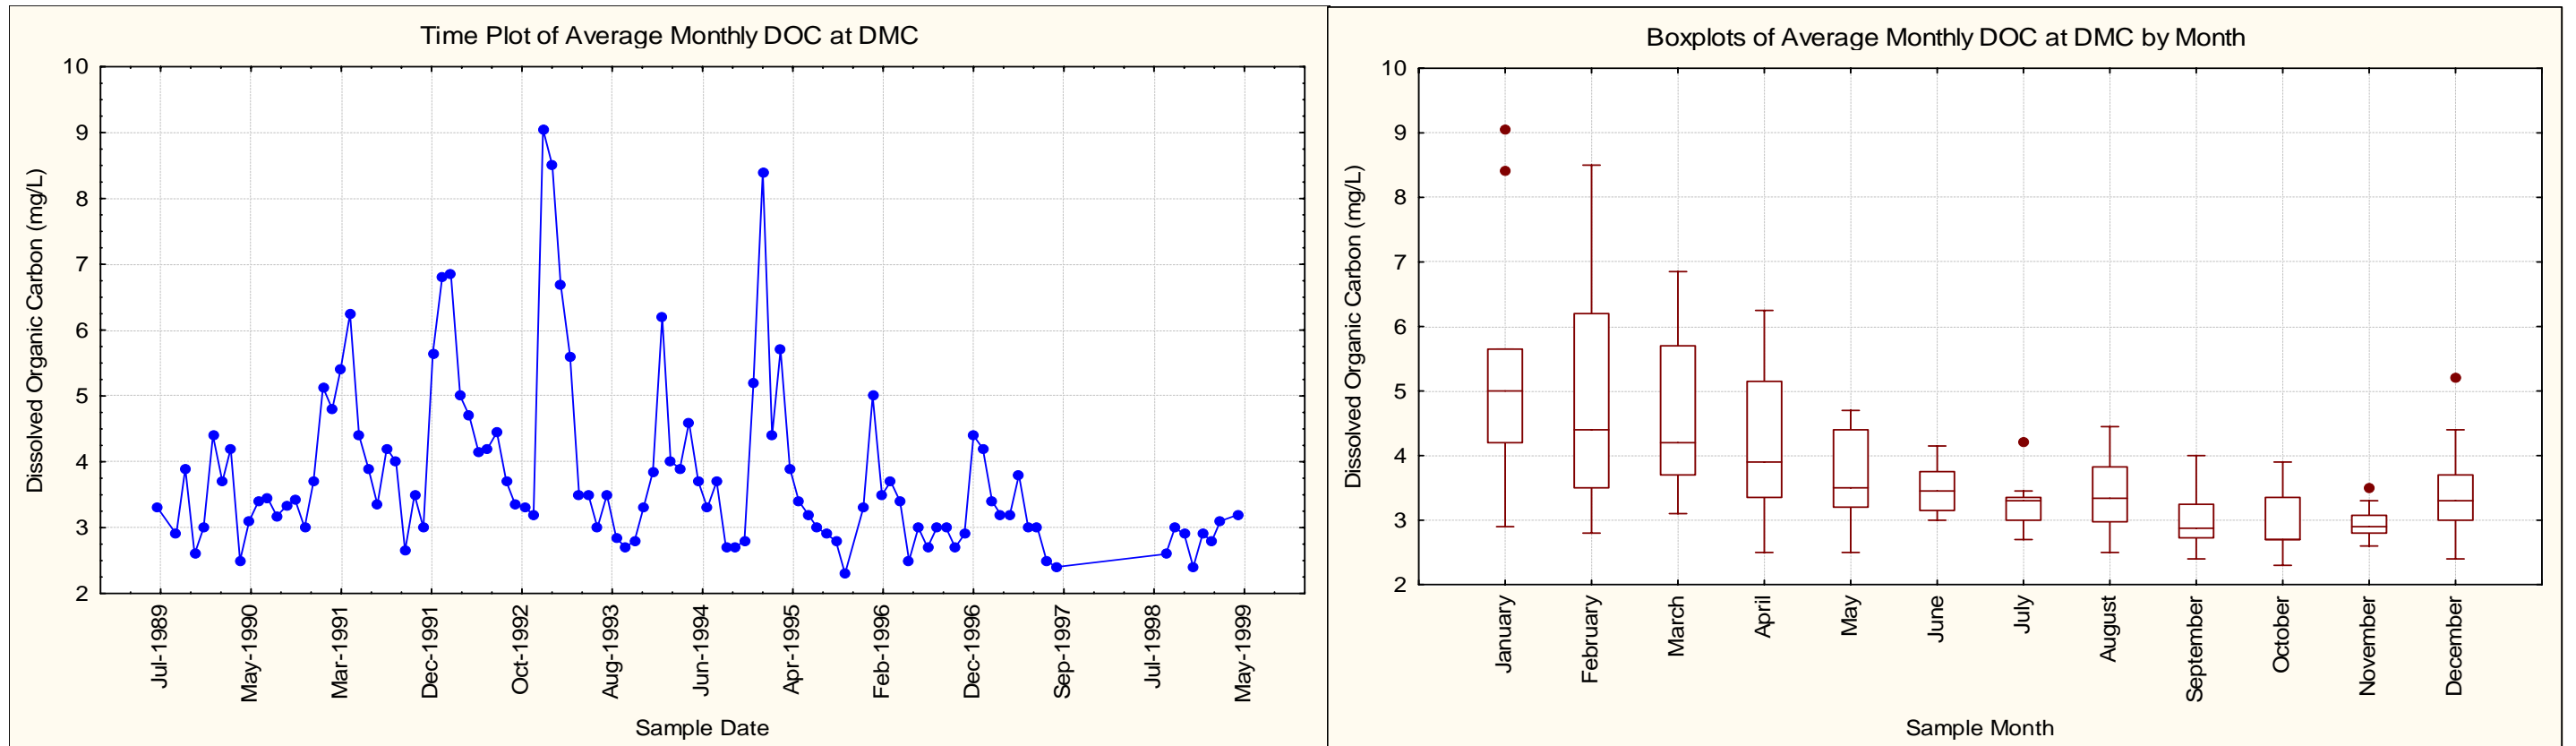 Time Plot of Average Monthly DOC at DMC
10
9
8
7
6
5
4
3
2
Dissolved Organic Carbon (mg/L)
Jul-1989
May-1990
Mar-1991
Dec-1991
Oct-1992
Aug-1993
Jun-1994
Apr-1995
Feb-1996
Dec-1996
Sep-1997
Jul-1998
May-1999
Sample Date
Boxplots of Average Monthly DOC at DMC by Month
10
9
8
7
6
5
4
3
2
Dissolved Organic Carbon (mg/L)
January
February
March
April
May
June
July
August
September
October
November
December
Sample Month